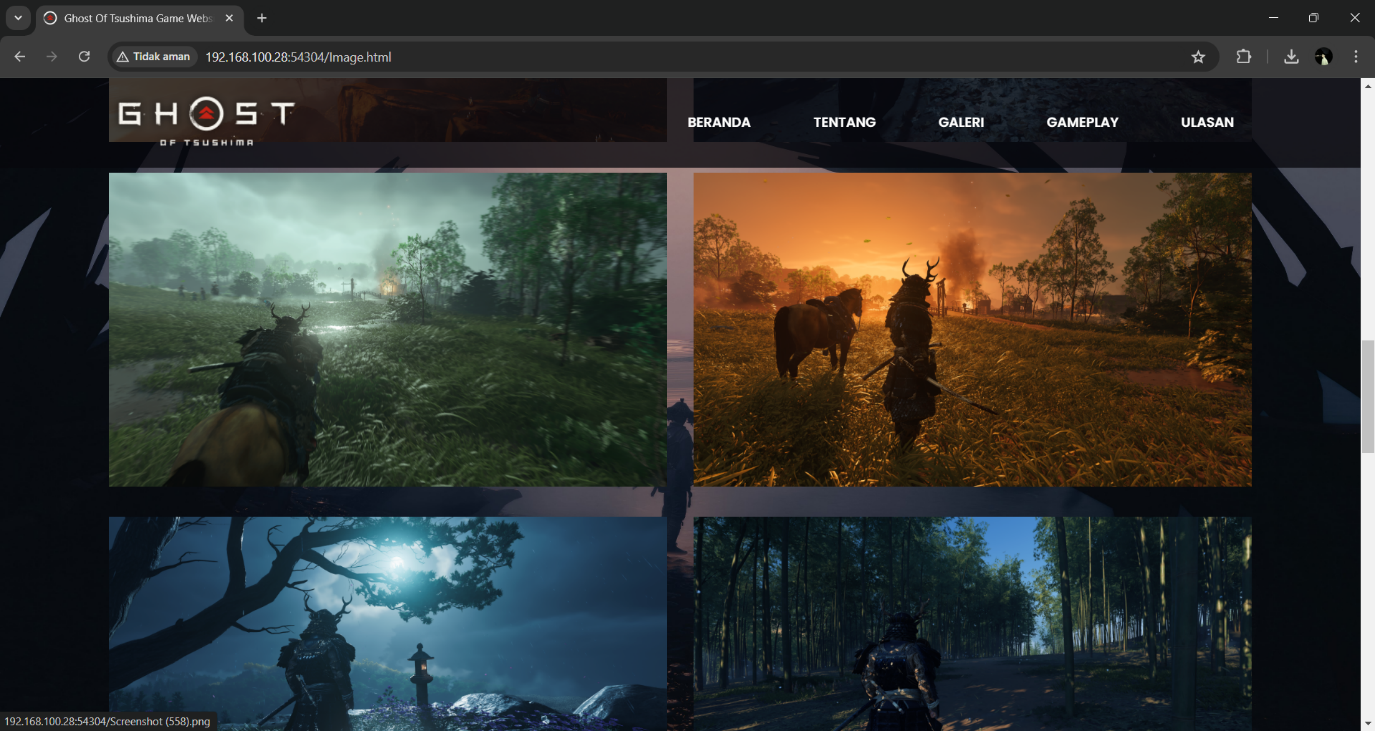 Ghost Of Tsushima Game Webs
Tidak aman
192.168.100.28:54304/Image.html
GHOST
OF TSUSHIMA
BERANDA
TENTANG
GALERI
GAMEPLAY
ULASAN
192.168.100.28:54304/Screenshot (558).png